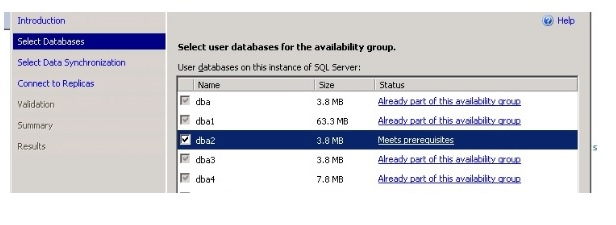 Introduction
Help
Select Databases
Select user databases for the availability group.
Select Data Synchronization
User databases on this instance of SQL Server:
Connect to Replicas
Name Size Status
Validation
dba 3.8 MB Already part of this availability group
dba1 63.3 MB Already part of this availability group
Summary
dba2 3.8 MB Meets prerequisites
Results
s
dba3 3.8 MB Already part of this availability group
dba4 7.8 MB Already part of this availability group